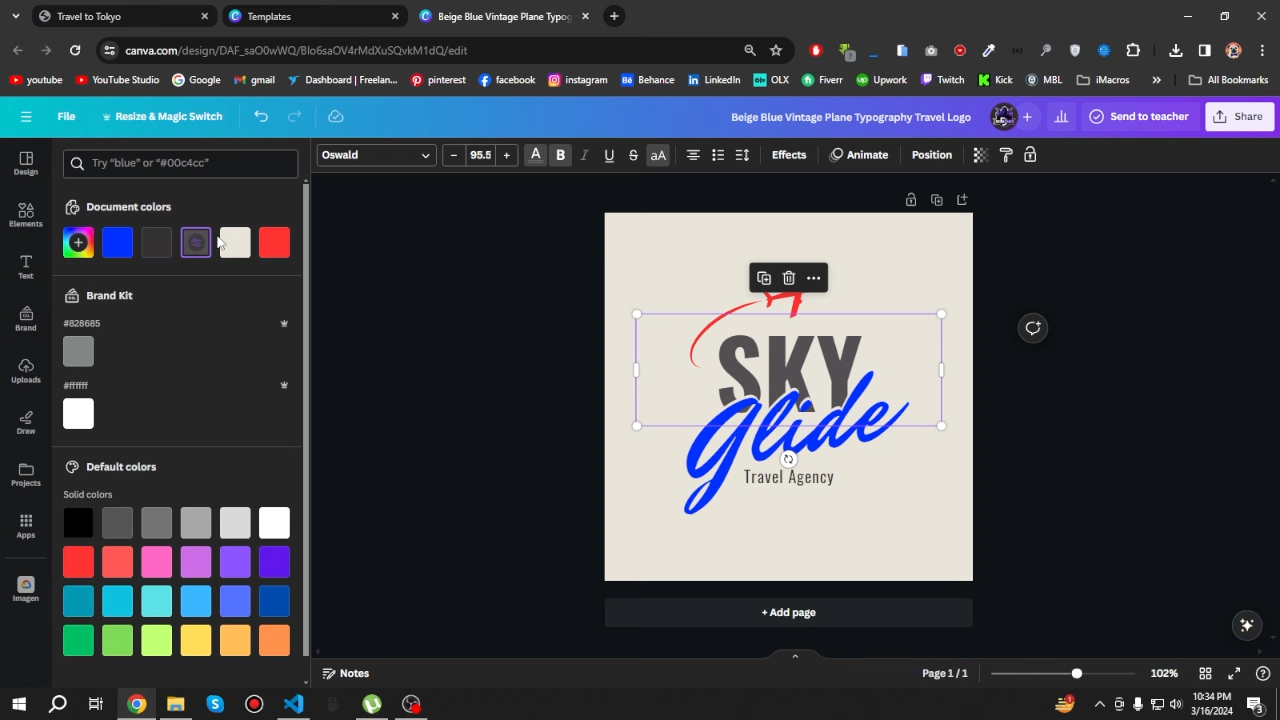 Travel to Tokyo
Templates
Beige Blue Vintage Plane Typog
canva.com/design/DAF_saO0wWQ/Blo6saOV4rMdXuSQvkM1dQ/edit
youtube
YouTube Studio
Google
gmail
Dashboard | Freelan...
pinterest
facebook
instagram
Behance
LinkedIn
OLX
Fiverr
Upwork
Twitch
Kick
MBL
iMacros
All Bookmarks
File
Resize & Magic Switch
Beige Blue Vintage Plane Typography Travel Logo
Send to teacher
Share
Design
Elements
Text
Brand
Uploads
Draw
Projects
Apps
Imagen
Try “blue” or “#00c4cc”
Document colors
Brand Kit
#828685
#ffffff
Default colors
Solid colors
Oswald
– 95.5 +
A B I U S aA
Effects
Animate
Position
SKY
glide
Travel Agency
+ Add page
Notes
Page 1 / 1
102%
10:34 PM
3/16/2024
3